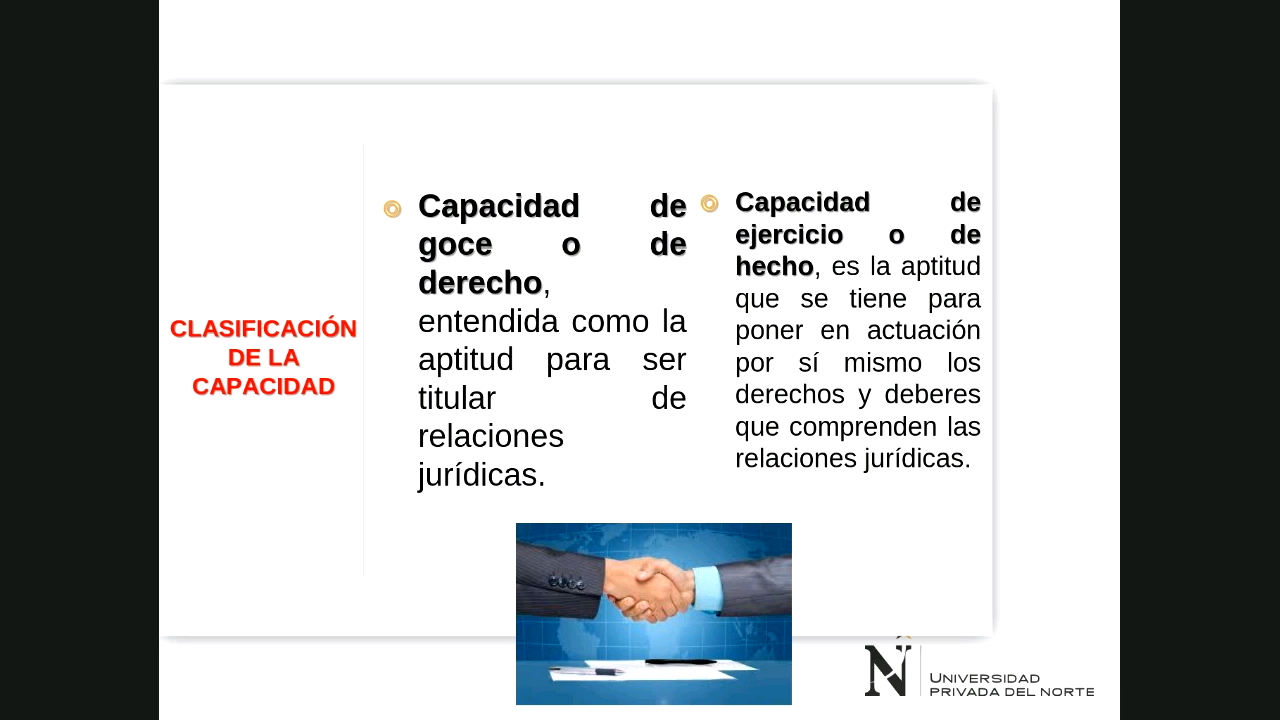 CLASIFICACIÓN
DE LA
CAPACIDAD
Capacidad de
goce o de
derecho,
entendida como la
aptitud para ser
titular de
relaciones
jurídicas.
Capacidad de
ejercicio o de
hecho, es la aptitud
que se tiene para
poner en actuación
por sí mismo los
derechos y deberes
que comprenden las
relaciones jurídicas.
N
UNIVERSIDAD
PRIVADA DEL NORTE